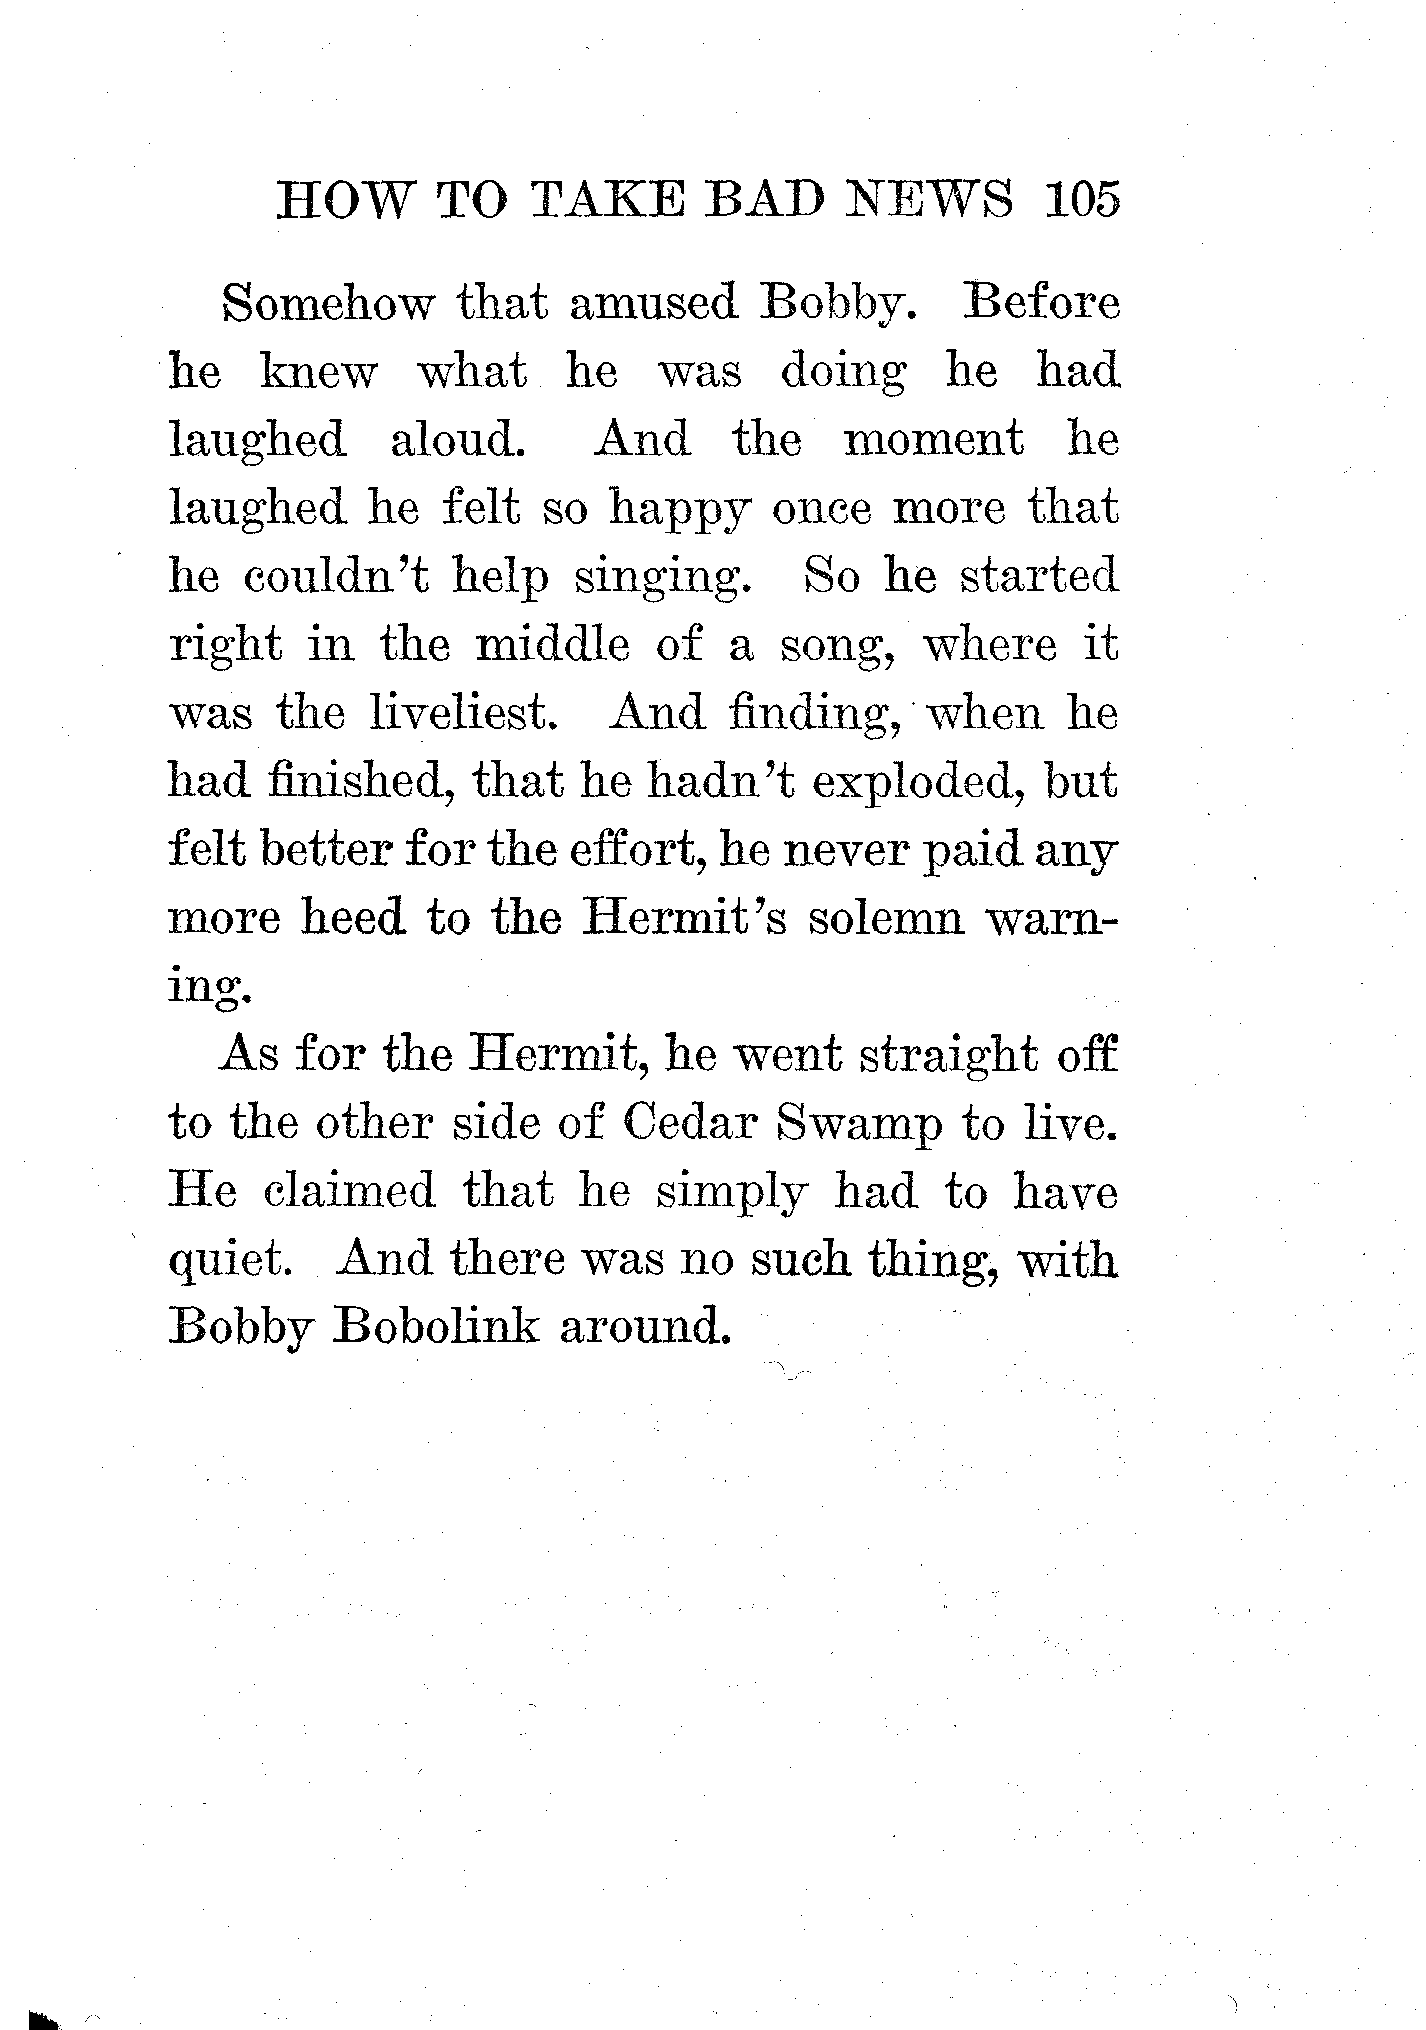 HOW TO TAKE BAD NEWS 105
Somehow that amused Bobby. Before
he knew what he was doing he had
laughed aloud. And the moment he
laughed he felt so happy once more that
he couldn't help singing. So he started
right in the middle of a song, where it
was the liveliest. And finding, when he
had finished, that he hadn't exploded, but
felt better for the effort, he never paid any
more heed to the Hermit's solemn warn-
ing.
As for the Hermit, he went straight off
to the other side of Cedar Swamp to live.
He claimed that he simply had to have
quiet. And there was no such thing, with
Bobby Bobolink around.